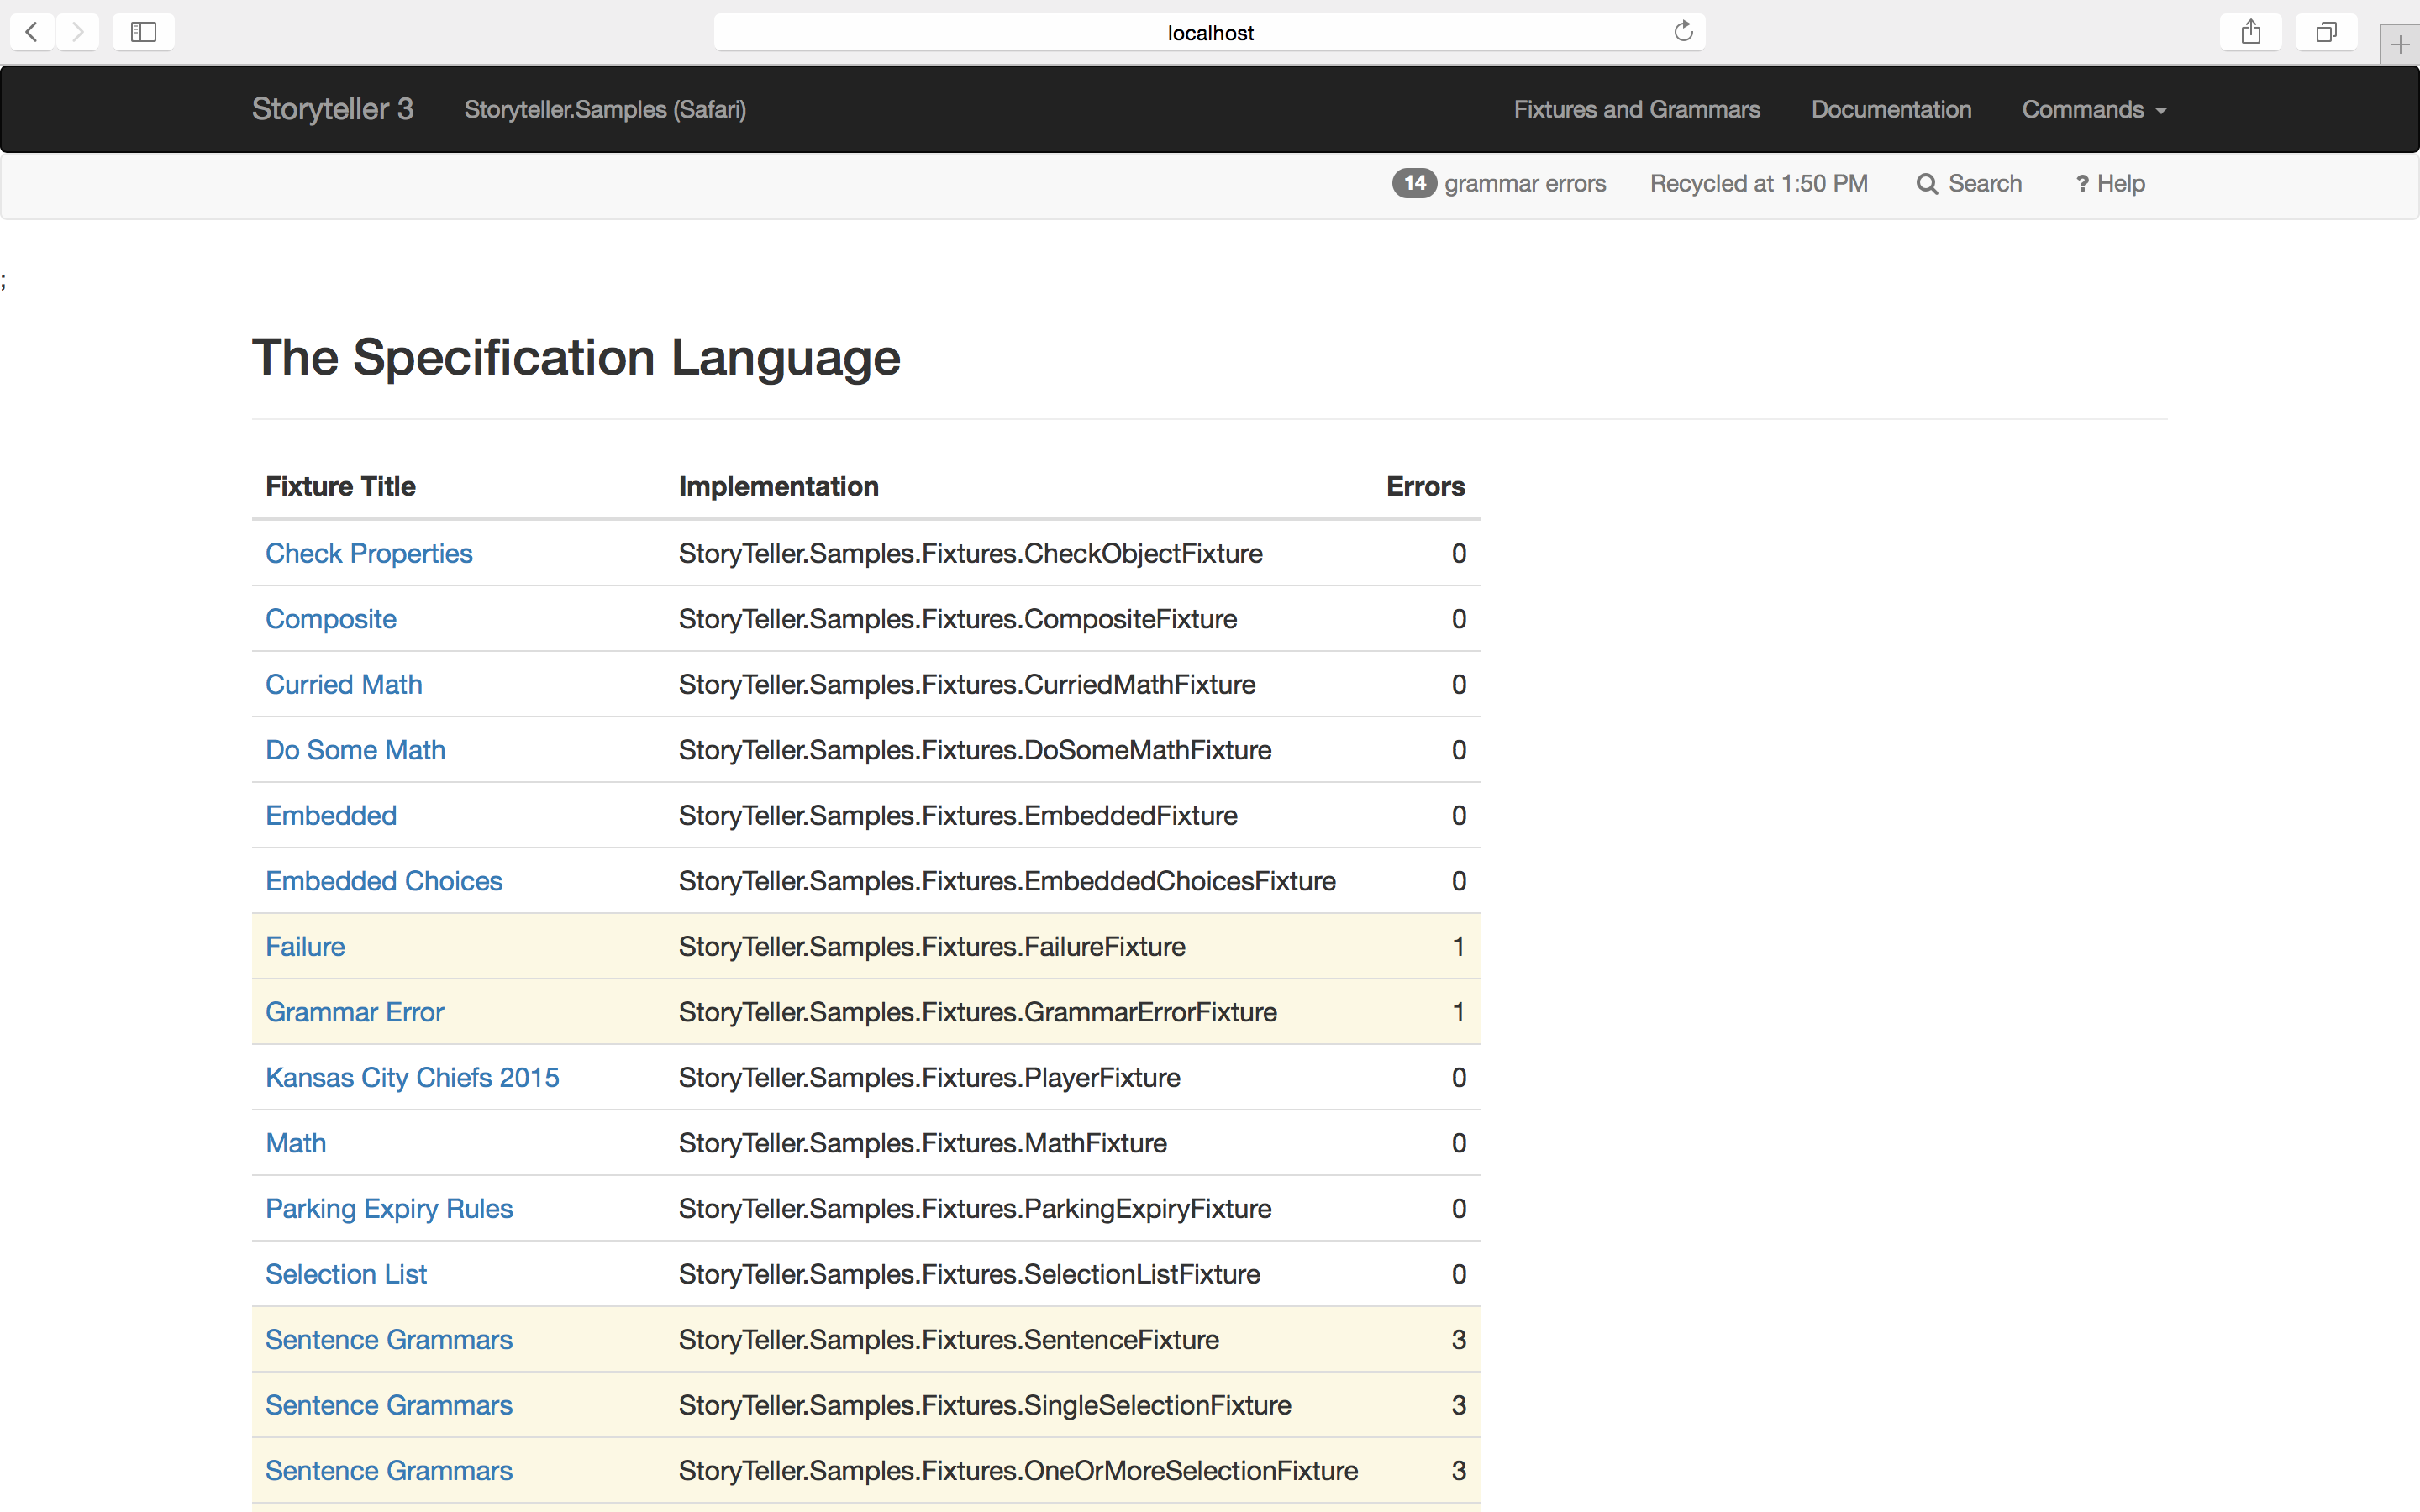 localhost
Storyteller 3 Storyteller.Samples (Safari) Fixtures and Grammars Documentation Commands
14 grammar errors Recycled at 1:50 PM Search ? Help
;
The Specification Language
Fixture Title Implementation Errors
Check Properties StoryTeller.Samples.Fixtures.CheckObjectFixture 0
Composite StoryTeller.Samples.Fixtures.CompositeFixture 0
Curried Math StoryTeller.Samples.Fixtures.CurriedMathFixture 0
Do Some Math StoryTeller.Samples.Fixtures.DoSomeMathFixture 0
Embedded StoryTeller.Samples.Fixtures.EmbeddedFixture 0
Embedded Choices StoryTeller.Samples.Fixtures.EmbeddedChoicesFixture 0
Failure StoryTeller.Samples.Fixtures.FailureFixture 1
Grammar Error StoryTeller.Samples.Fixtures.GrammarErrorFixture 1
Kansas City Chiefs 2015 StoryTeller.Samples.Fixtures.PlayerFixture 0
Math StoryTeller.Samples.Fixtures.MathFixture 0
Parking Expiry Rules StoryTeller.Samples.Fixtures.ParkingExpiryFixture 0
Selection List StoryTeller.Samples.Fixtures.SelectionListFixture 0
Sentence Grammars StoryTeller.Samples.Fixtures.SentenceFixture 3
Sentence Grammars StoryTeller.Samples.Fixtures.SingleSelectionFixture 3
Sentence Grammars StoryTeller.Samples.Fixtures.OneOrMoreSelectionFixture 3